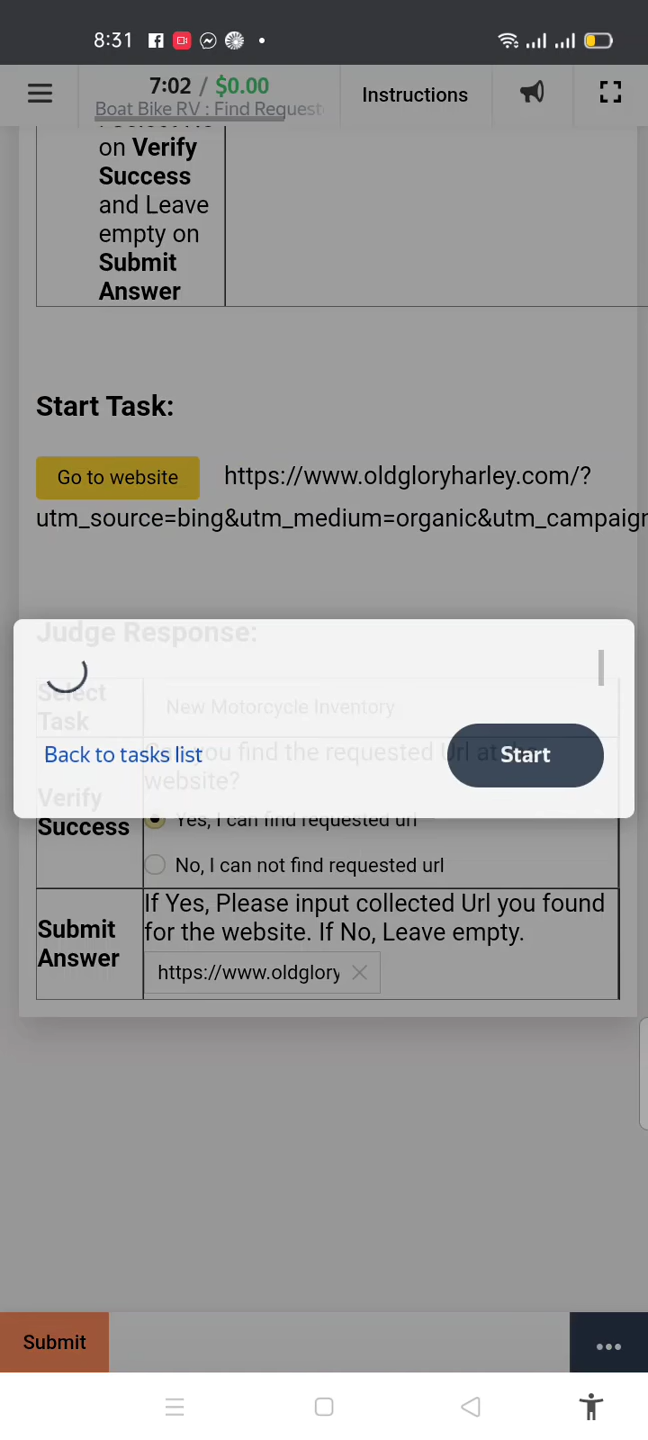 8:31
7:02 / $0.00
Boat Bike RV : Find Request
Instructions
on Verify
Success
and Leave
empty on
Submit
Answer
Start Task:
Go to website
https://www.oldgloryharley.com/?
utm_source=bing&utm_medium=organic&utm_campaign
Judge Response:
Select
Task
New Motorcycle Inventory
Back to tasks list
Start
find the requested
website?
Verify
Success
Yes, I can find requested url
No, I can not find requested url
Submit
Answer
If Yes, Please input collected Url you found
for the website. If No, Leave empty.
https://www.oldglory
Submit